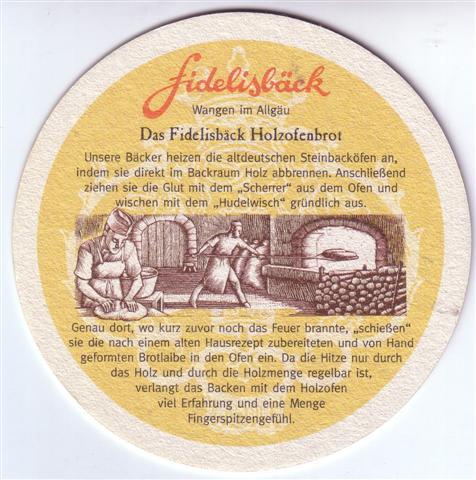 fidelisbäck
Wangen im Allgäu
Das Fidelisbäck Holzofenbrot
Unsere Bäcker heizen die altdeutschen Steinbacköfen an,
indem sie direkt im Backraum Holz abbrennen. Anschließend
ziehen sie die Glut mit dem „Scherrer“ aus dem Ofen und
wischen mit dem „Hudelwisch“ gründlich aus.
Genau dort, wo kurz zuvor noch das Feuer brannte, „schießen“
sie die nach einem alten Hausrezept zubereiteten und von Hand
geformten Brotlaibe in den Ofen ein. Da die Hitze nur durch
das Holz und durch die Holzmenge regelbar ist,
verlangt das Backen mit dem Holzofen
viel Erfahrung und eine Menge
Fingerspitzengefühl.